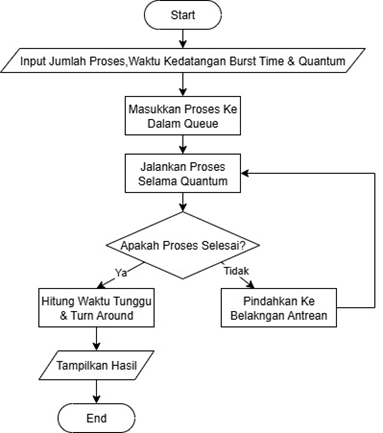 Start
Input Jumlah Proses,Waktu Kedatangan Burst Time & Quantum
Masukkan Proses Ke
Dalam Queue
Jalankan Proses
Selama Quantum
Apakah Proses Selesai?
Ya
Tidak
Hitung Waktu Tunggu
& Turn Around
Pindahkan Ke
Belakngan Antrean
Tampilkan Hasil
End